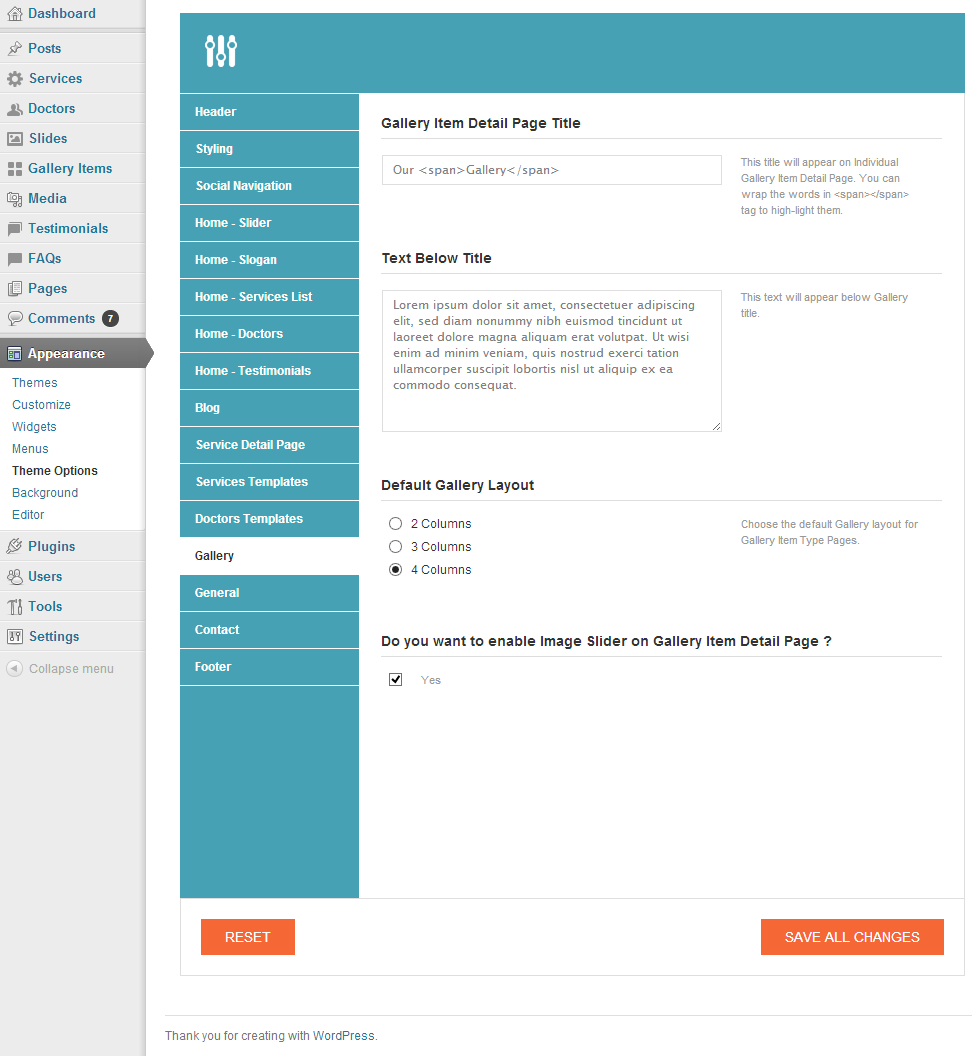 Dashboard
Posts
Services
Doctors
Slides
Gallery Items
Media
Testimonials
FAQs
Pages
Comments 7
Appearance
Themes
Customize
Widgets
Menus
Theme Options
Background
Editor
Plugins
Users
Tools
Settings
Collapse menu
Header
Styling
Social Navigation
Home - Slider
Home - Slogan
Home - Services List
Home - Doctors
Home - Testimonials
Blog
Service Detail Page
Services Templates
Doctors Templates
Gallery
General
Contact
Footer
Gallery Item Detail Page Title
Our <span>Gallery</span>
This title will appear on Individual
Gallery Item Detail Page. You can
wrap the words in <span></span>
tag to high-light them.
Text Below Title
Lorem ipsum dolor sit amet, consectetuer adipiscing
elit, sed diam nonummy nibh euismod tincidunt ut
laoreet dolore magna aliquam erat volutpat. Ut wisi
enim ad minim veniam, quis nostrud exerci tation
ullamcorper suscipit lobortis nisl ut aliquip ex ea
commodo consequat.
This text will appear below Gallery
title.
Default Gallery Layout
2 Columns
3 Columns
4 Columns
Choose the default Gallery layout for
Gallery Item Type Pages.
Do you want to enable Image Slider on Gallery Item Detail Page ?
Yes
RESET
SAVE ALL CHANGES
Thank you for creating with WordPress.